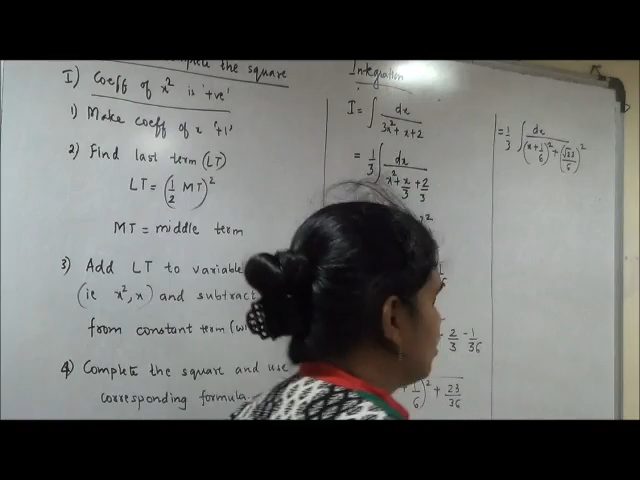 complete the square
I) Coeff of x² is '+ve'
1) Make coeff of x '+1'
2) Find last term (LT)
LT = (1/2 MT)²
MT = middle term
3) Add LT to variable
(ie x², x) and subtract
from constant term
4) Complete the square and use
corresponding formula.
Integration
I = ∫ dx / 3x² + x + 2
= 1/3 ∫ dx / x² + x/3 + 2/3
2/3 - 1/36
1/6)² + 23/36
= 1/3 ∫ dx / (x + 1/6)² + (√23/6)²